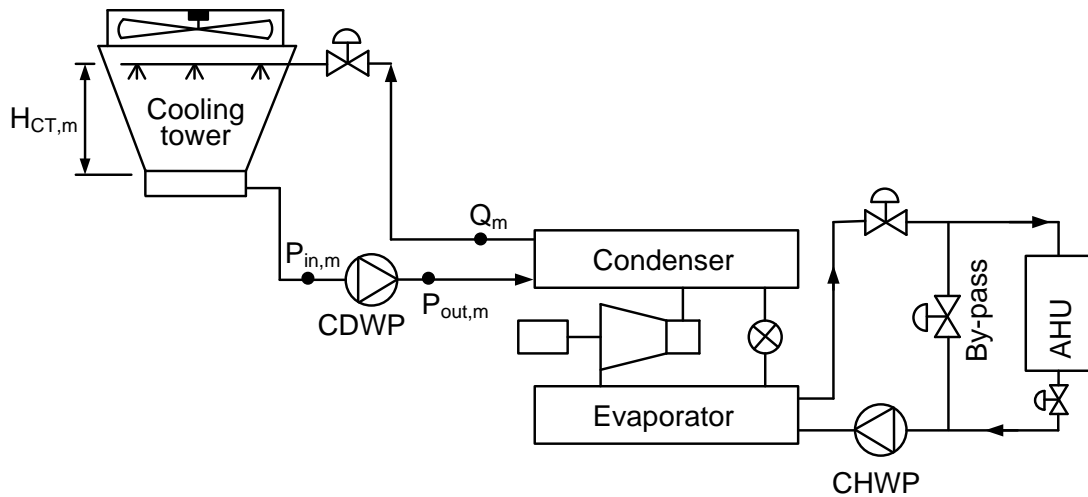 Cooling
tower
H_CT,m
Q_m
P_in,m
Condenser
CDWP
P_out,m
By-pass
AHU
Evaporator
CHWP